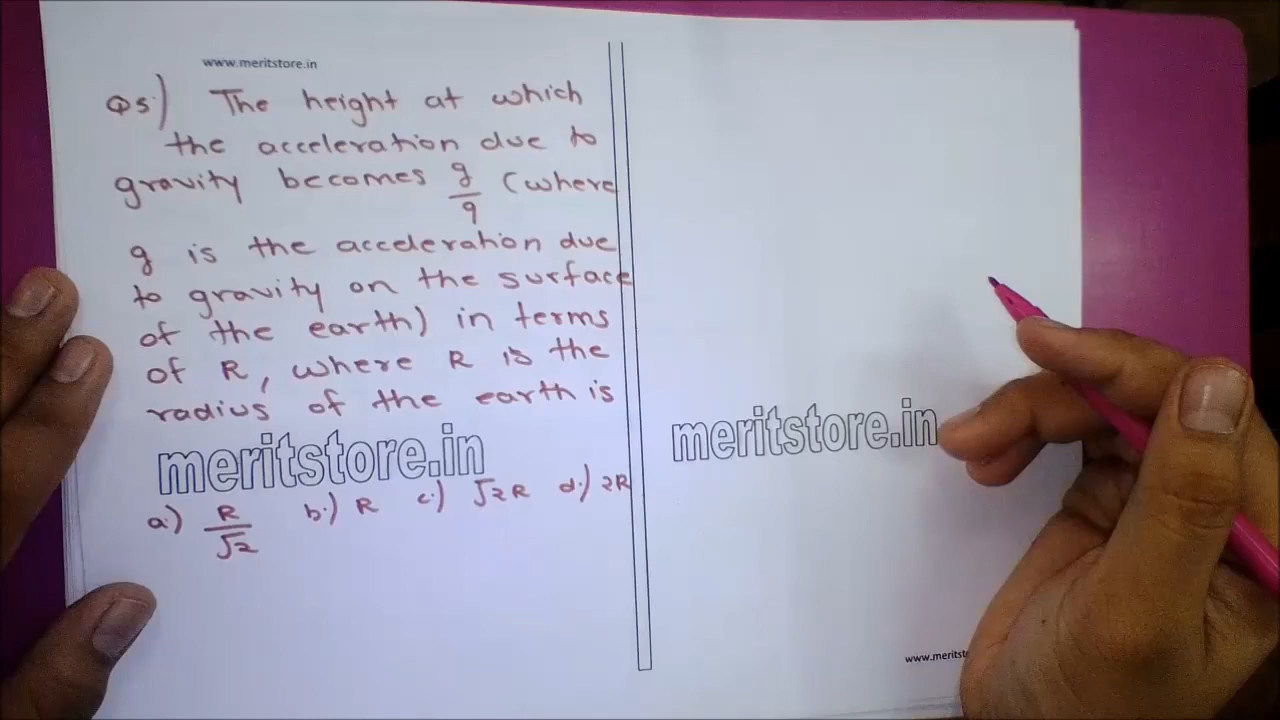 www.meritstore.in
Q5.) The height at which
the acceleration due to
gravity becomes g/9 (where
g is the acceleration due
to gravity on the surface
of the earth) in terms
of R, where R is the
radius of the earth is
meritstore.in
a.) R/√2 b.) R c.) √2R d.) 2R
meritstore.in
www.merits